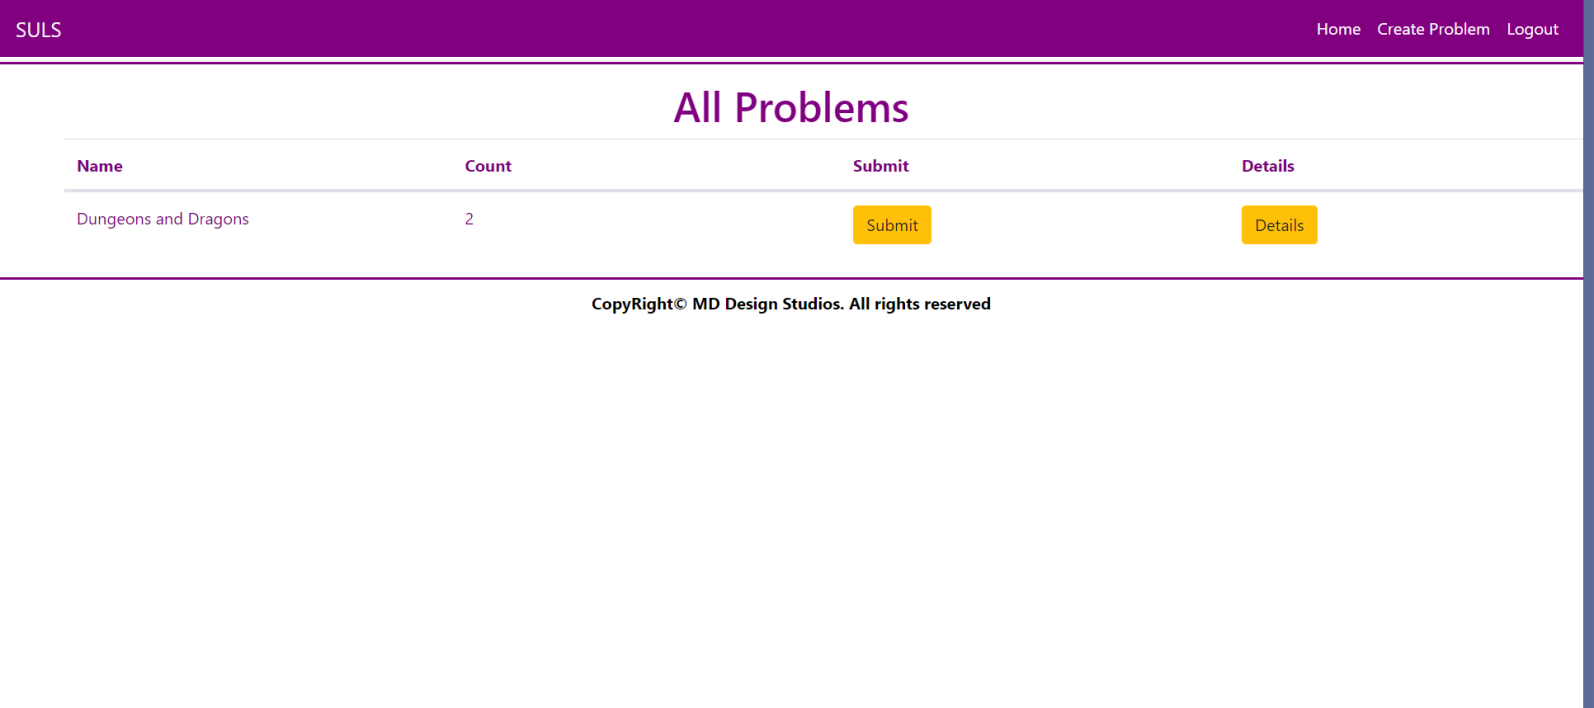 SULS Home Create Problem Logout
All Problems
Name Count Submit Details
Dungeons and Dragons 2 Submit Details
CopyRight© MD Design Studios. All rights reserved